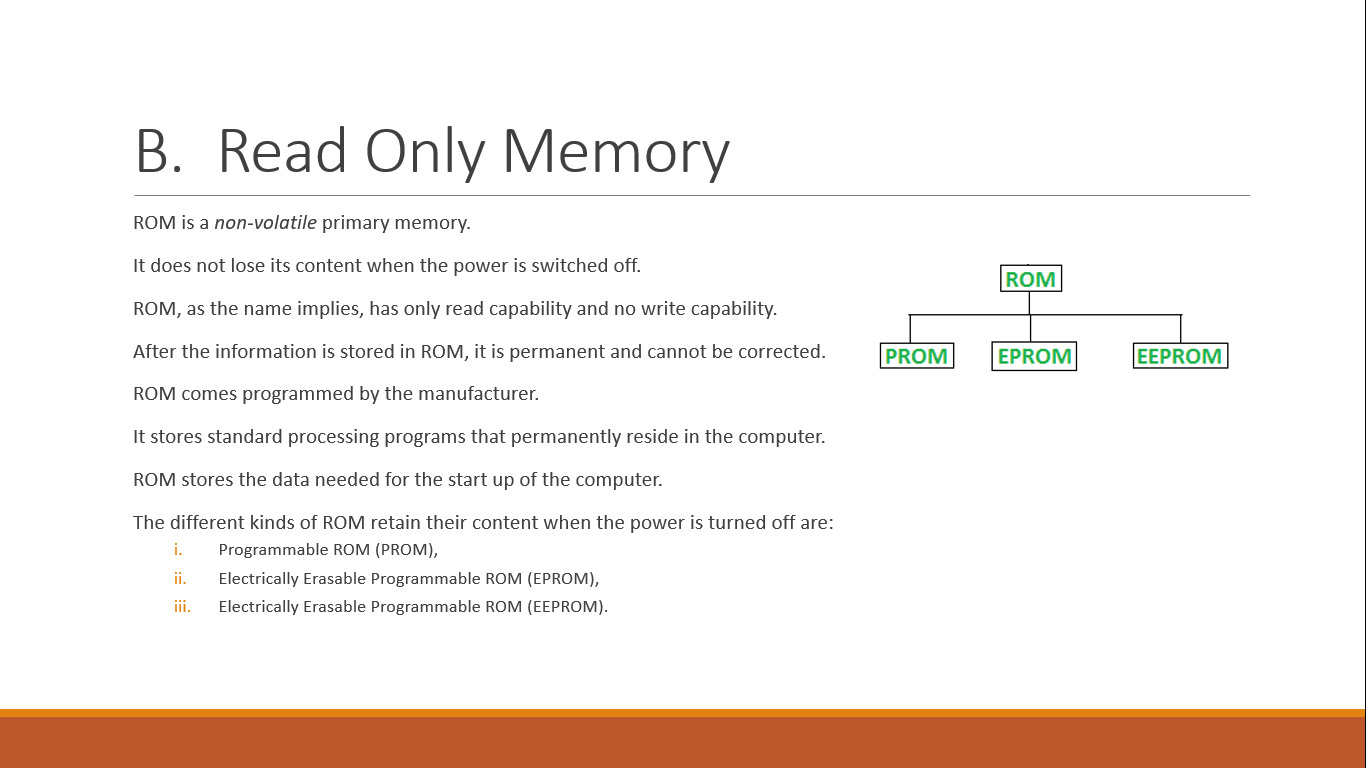 B. Read Only Memory
ROM is a non-volatile primary memory.
It does not lose its content when the power is switched off.
ROM, as the name implies, has only read capability and no write capability.
After the information is stored in ROM, it is permanent and cannot be corrected.
ROM comes programmed by the manufacturer.
It stores standard processing programs that permanently reside in the computer.
ROM stores the data needed for the start up of the computer.
The different kinds of ROM retain their content when the power is turned off are:
i. Programmable ROM (PROM),
ii. Electrically Erasable Programmable ROM (EPROM),
iii. Electrically Erasable Programmable ROM (EEPROM).
ROM
PROM EPROM EEPROM